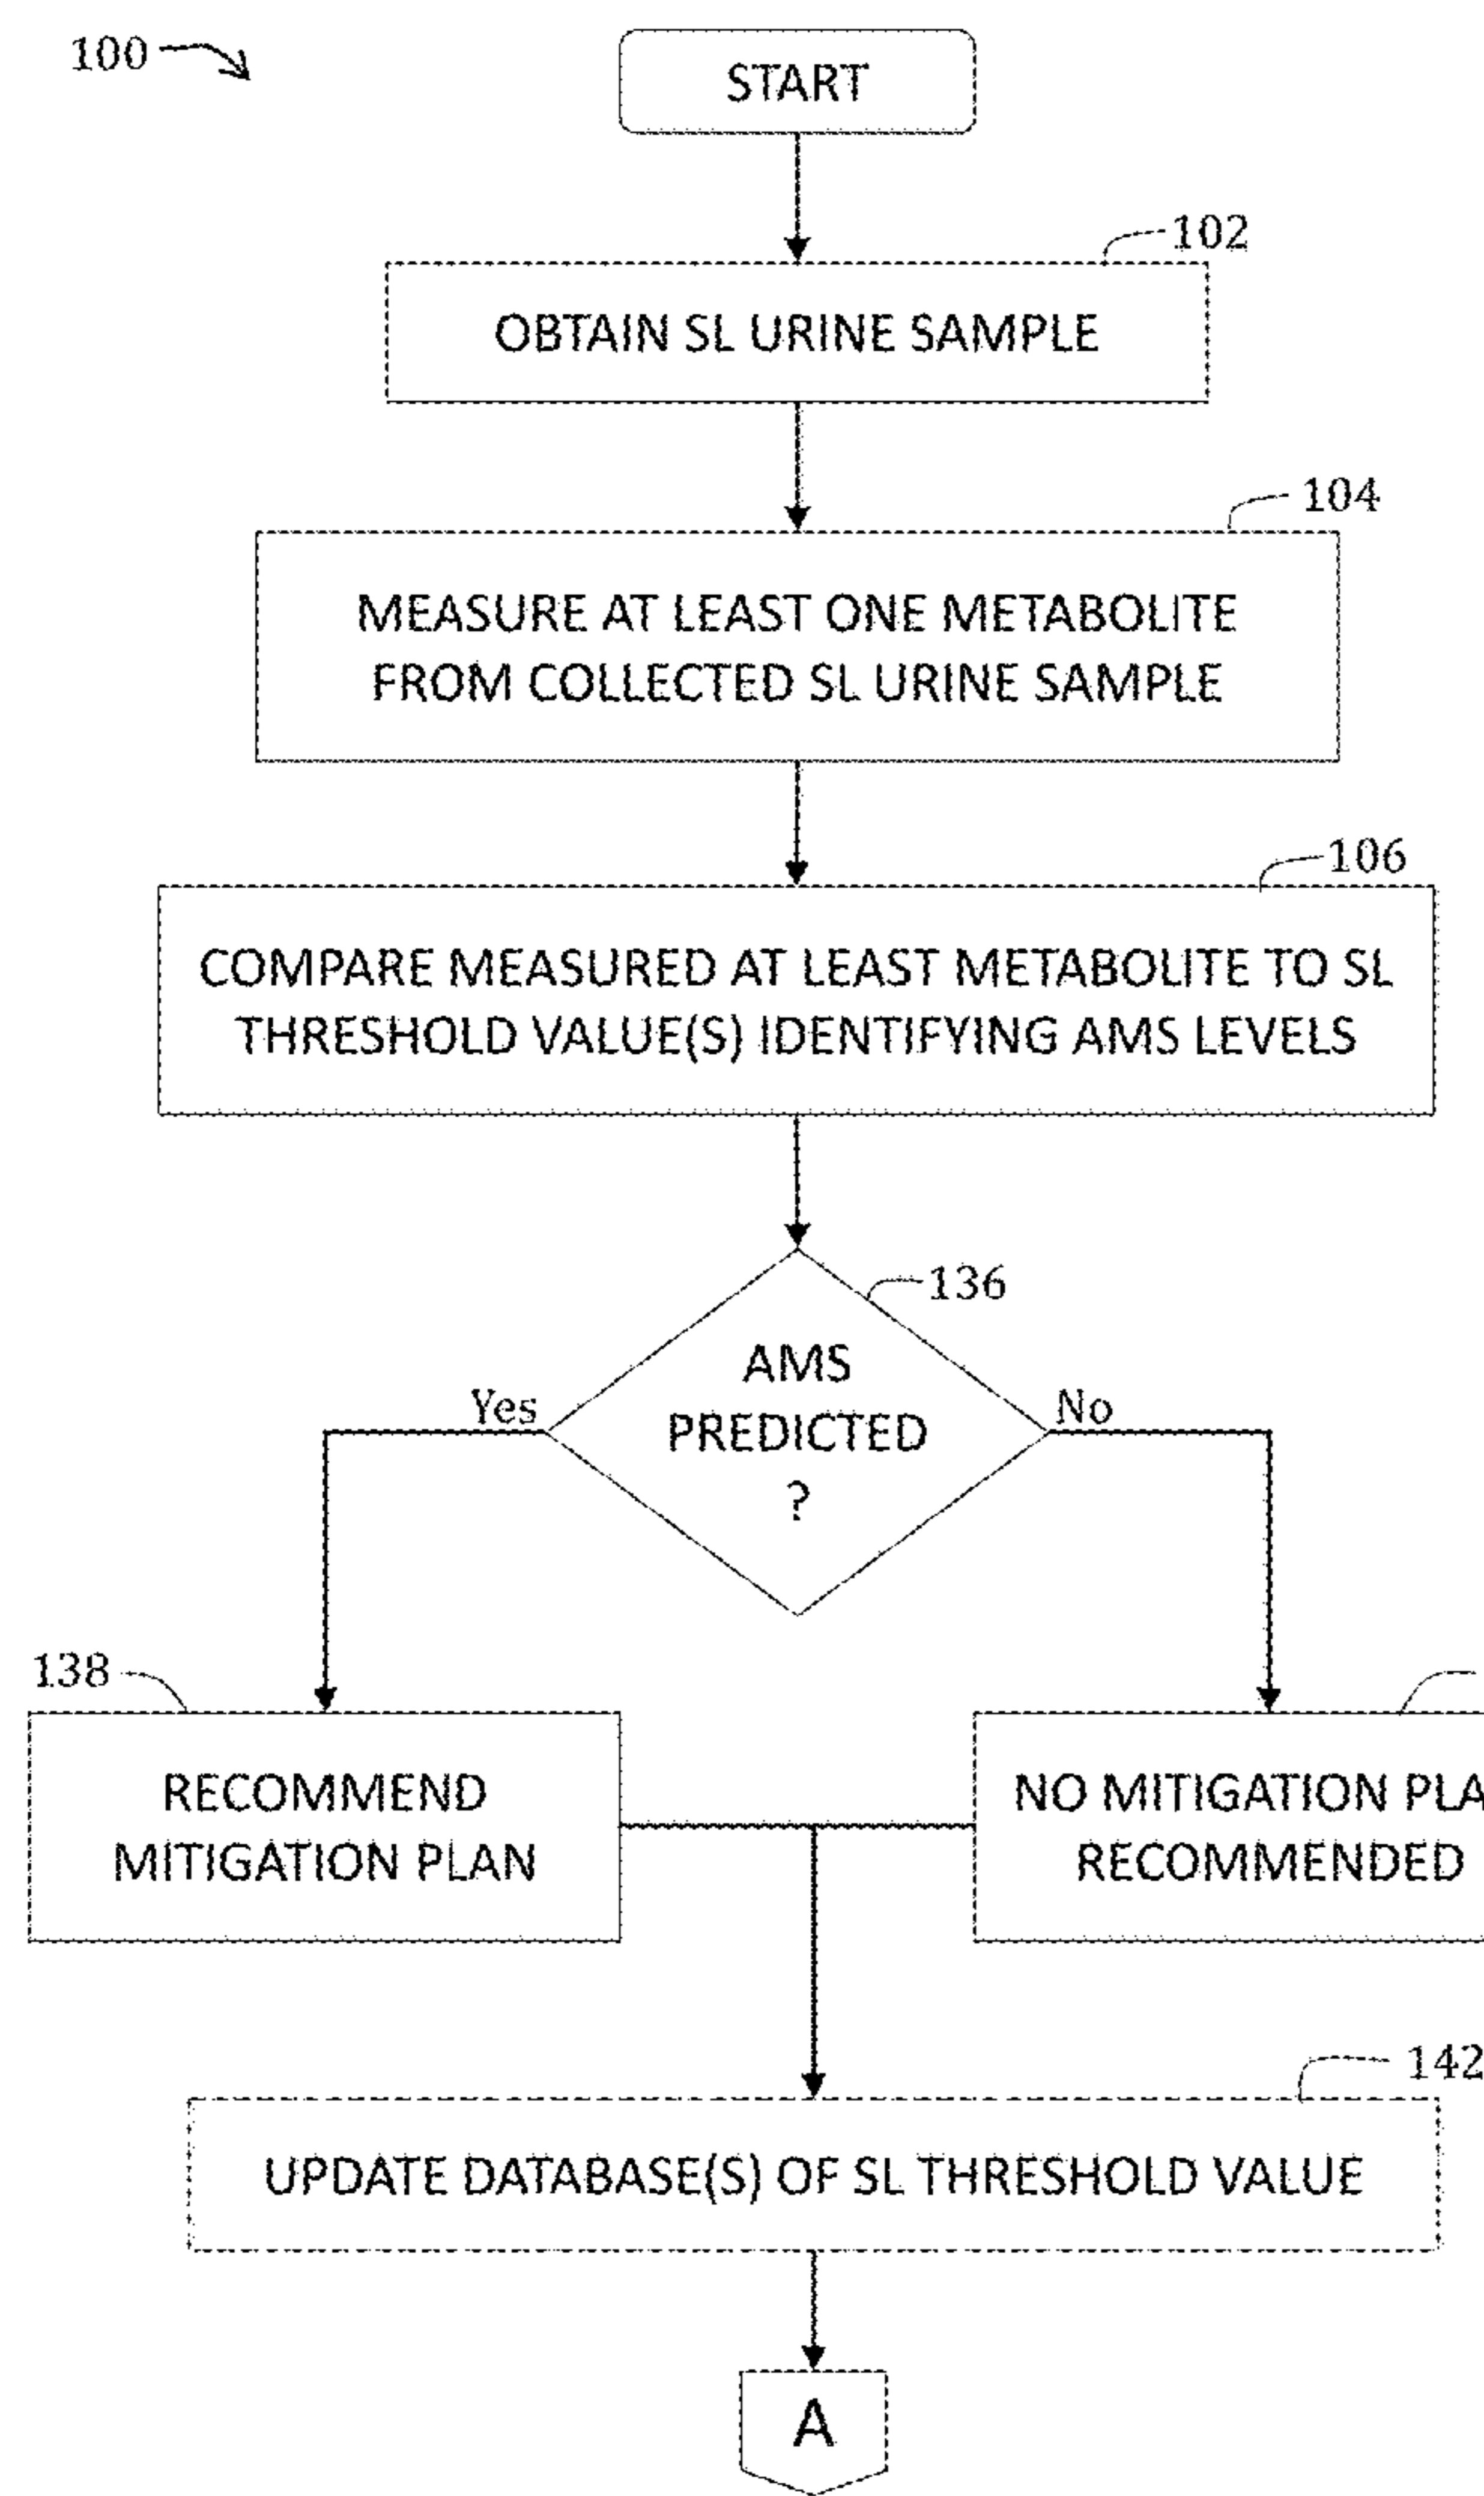 100
START
102
OBTAIN SL URINE SAMPLE
104
MEASURE AT LEAST ONE METABOLITE
FROM COLLECTED SL URINE SAMPLE
106
COMPARE MEASURED AT LEAST METABOLITE TO SL
THRESHOLD VALUE(S) IDENTIFYING AMS LEVELS
136
AMS
PREDICTED
?
Yes
No
138
RECOMMEND
MITIGATION PLAN
NO MITIGATION
RECOMMENDED
142
UPDATE DATABASE(S) OF SL THRESHOLD VALUE
A